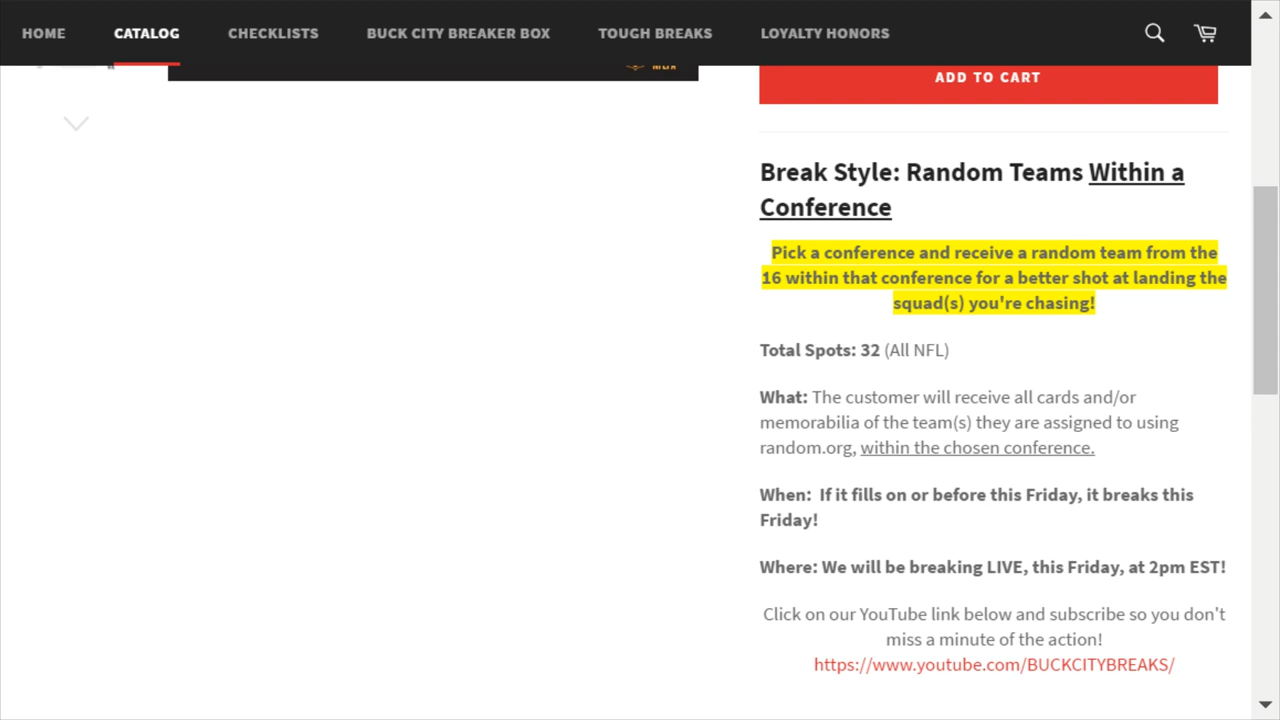 HOME CATALOG CHECKLISTS BUCK CITY BREAKER BOX TOUGH BREAKS LOYALTY HONORS
ADD TO CART
Break Style: Random Teams Within a
Conference
Pick a conference and receive a random team from the
16 within that conference for a better shot at landing the
squad(s) you're chasing!
Total Spots: 32 (All NFL)
What: The customer will receive all cards and/or
memorabilia of the team(s) they are assigned to using
random.org, within the chosen conference.
When:  If it fills on or before this Friday, it breaks this
Friday!
Where: We will be breaking LIVE, this Friday, at 2pm EST!
Click on our YouTube link below and subscribe so you don't
miss a minute of the action!
https://www.youtube.com/BUCKCITYBREAKS/